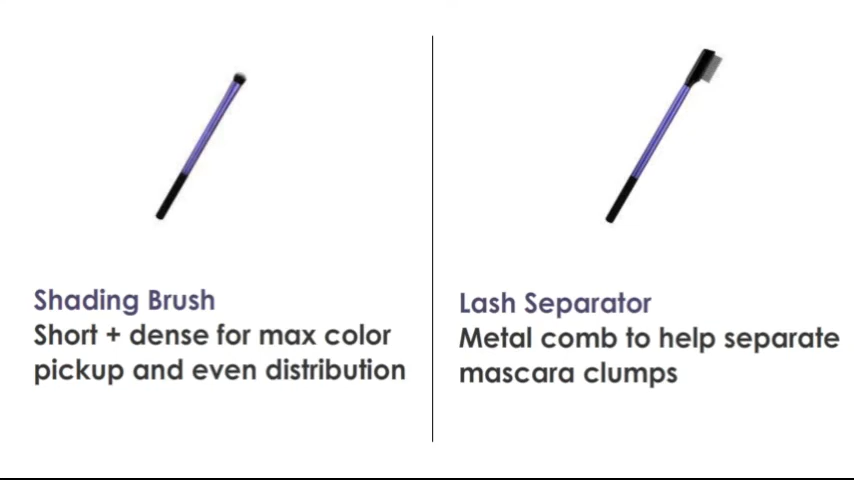 Shading Brush
Short + dense for max color
pickup and even distribution
Lash Separator
Metal comb to help separate
mascara clumps